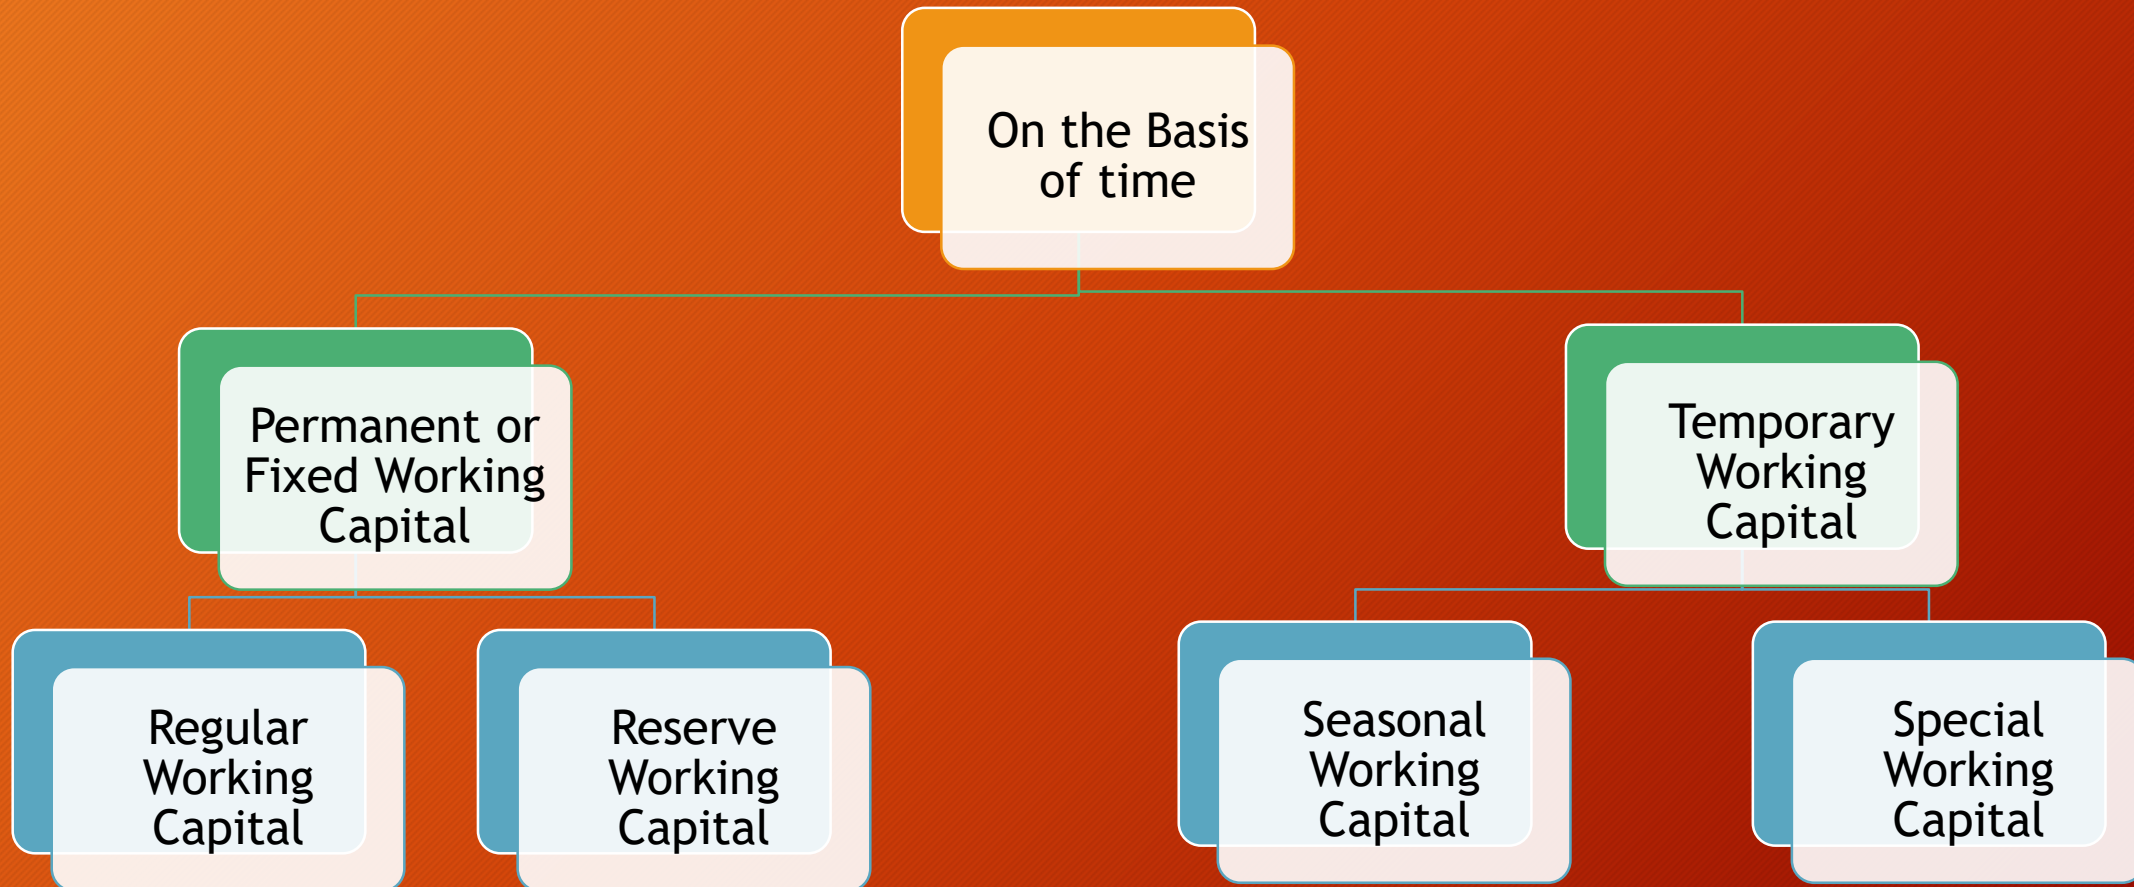 On the Basis
of time
Permanent or
Fixed Working
Capital
Temporary
Working
Capital
Regular
Working
Capital
Reserve
Working
Capital
Seasonal
Working
Capital
Special
Working
Capital